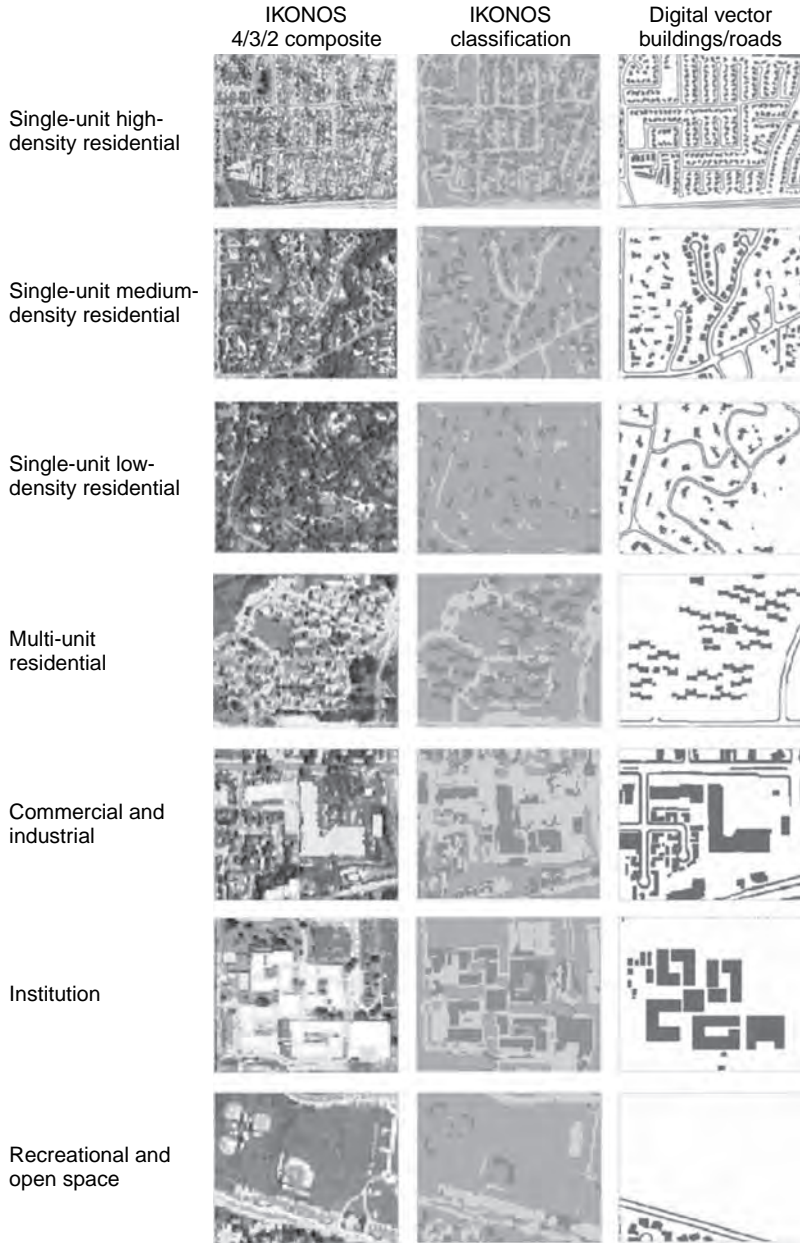 IKONOS
4/3/2 composite
IKONOS
classification
Digital vector
buildings/roads
Single-unit high-
density residential
Single-unit medium-
density residential
Single-unit low-
density residential
Multi-unit
residential
Commercial and
industrial
Institution
Recreational and
open space